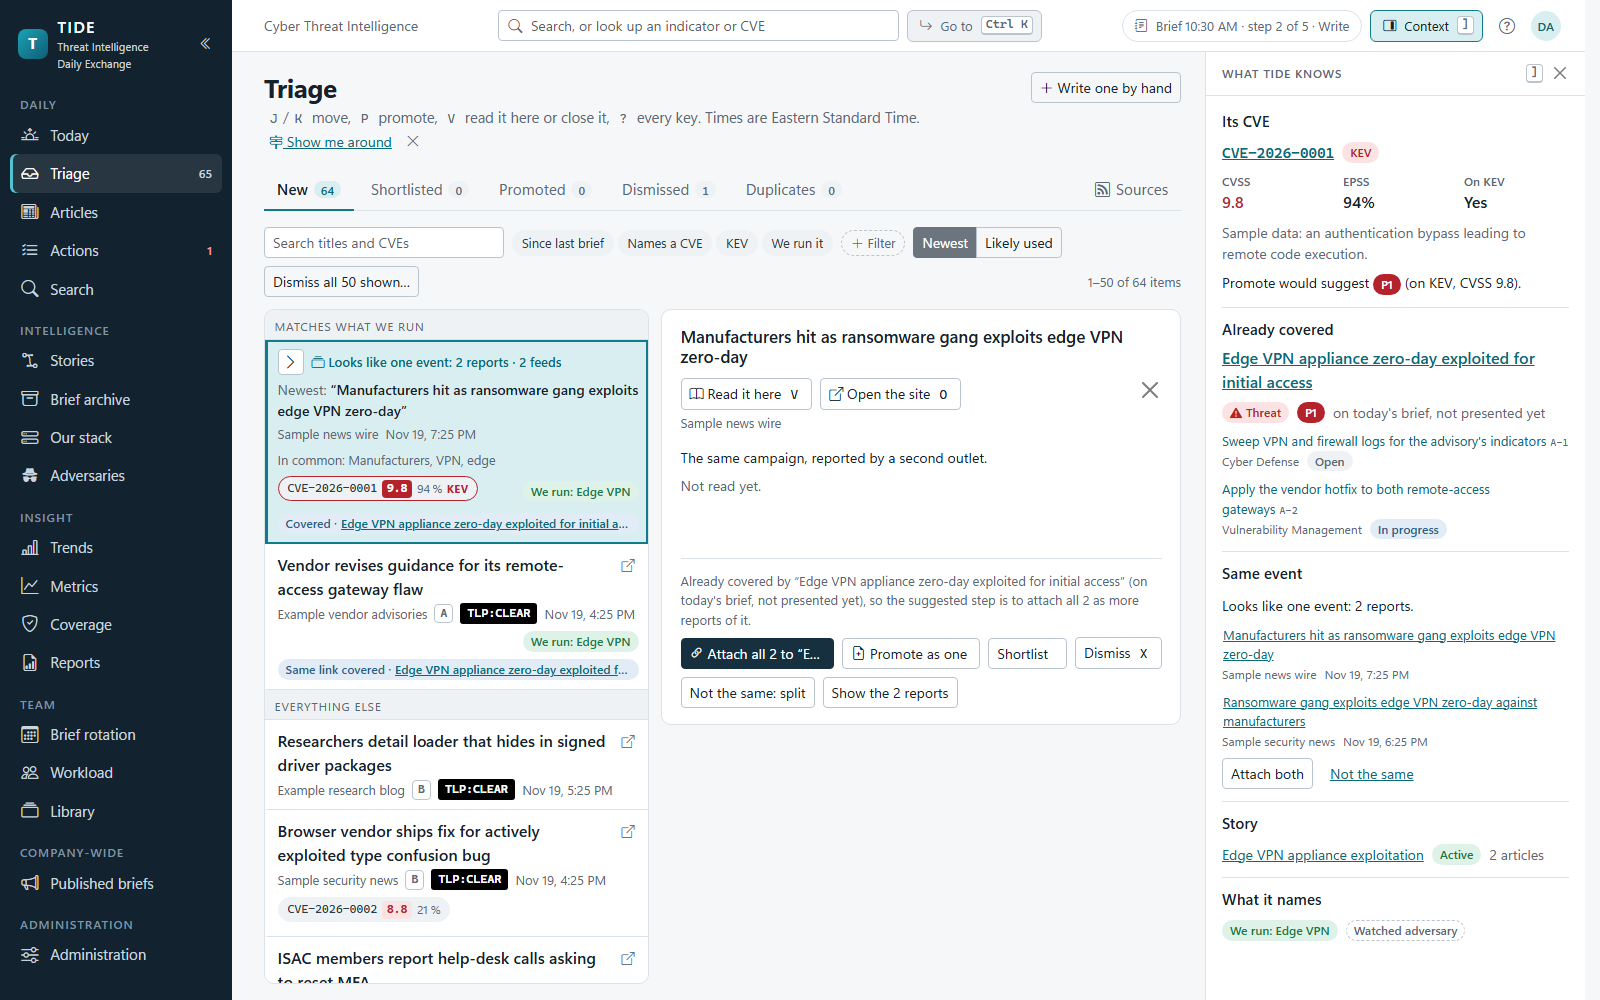 T
TIDE
Threat Intelligence
Daily Exchange
DAILY
Today
Triage 65
Articles
Actions 1
Search
INTELLIGENCE
Stories
Brief archive
Our stack
Adversaries
INSIGHT
Trends
Metrics
Coverage
Reports
TEAM
Brief rotation
Workload
Library
COMPANY-WIDE
Published briefs
ADMINISTRATION
Administration
Cyber Threat Intelligence
Search, or look up an indicator or CVE
Go to Ctrl K
Brief 10:30 AM · step 2 of 5 · Write
Context ]
?
DA
Triage
Write one by hand
J / K move, P promote, V read it here or close it, ? every key. Times are Eastern Standard Time.
Show me around
New 64
Shortlisted 0
Promoted 0
Dismissed 1
Duplicates 0
Sources
Search titles and CVEs
Since last brief
Names a CVE
KEV
We run it
+ Filter
Newest
Likely used
Dismiss all 50 shown...
1–50 of 64 items
MATCHES WHAT WE RUN
Looks like one event: 2 reports · 2 feeds
Newest: “Manufacturers hit as ransomware gang exploits
edge VPN zero-day”
Sample news wire Nov 19, 7:25 PM
In common: Manufacturers, VPN, edge
CVE-2026-0001 9.8 94 % KEV
We run: Edge VPN
Covered · Edge VPN appliance zero-day exploited for initial a...
Vendor revises guidance for its remote-
access gateway flaw
Example vendor advisories A TLP:CLEAR Nov 19, 4:25 PM
We run: Edge VPN
Same link covered · Edge VPN appliance zero-day exploited f...
EVERYTHING ELSE
Researchers detail loader that hides in signed
driver packages
Example research blog B TLP:CLEAR Nov 19, 5:25 PM
Browser vendor ships fix for actively
exploited type confusion bug
Sample security news B TLP:CLEAR Nov 19, 4:25 PM
CVE-2026-0002 8.8 21 %
ISAC members report help-desk calls asking
to reset MFA
Manufacturers hit as ransomware gang exploits edge VPN
zero-day
Read it here V
Open the site O
Sample news wire
The same campaign, reported by a second outlet.
Not read yet.
Already covered by “Edge VPN appliance zero-day exploited for initial access” (on
today's brief, not presented yet), so the suggested step is to attach all 2 as more
reports of it.
Attach all 2 to “E...
Promote as one
Shortlist
Dismiss X
Not the same: split
Show the 2 reports
WHAT TIDE KNOWS
]
Its CVE
CVE-2026-0001 KEV
CVSS EPSS On KEV
9.8 94% Yes
Sample data: an authentication bypass leading to
remote code execution.
Promote would suggest P1 (on KEV, CVSS 9.8).
Already covered
Edge VPN appliance zero-day exploited for
initial access
Threat P1 on today's brief, not presented yet
Sweep VPN and firewall logs for the advisory's indicators A-1
Cyber Defense Open
Apply the vendor hotfix to both remote-access
gateways A-2
Vulnerability Management In progress
Same event
Looks like one event: 2 reports.
Manufacturers hit as ransomware gang exploits edge VPN
zero-day
Sample news wire Nov 19, 7:25 PM
Ransomware gang exploits edge VPN zero-day against
manufacturers
Sample security news Nov 19, 6:25 PM
Attach both
Not the same
Story
Edge VPN appliance exploitation Active 2 articles
What it names
We run: Edge VPN
Watched adversary